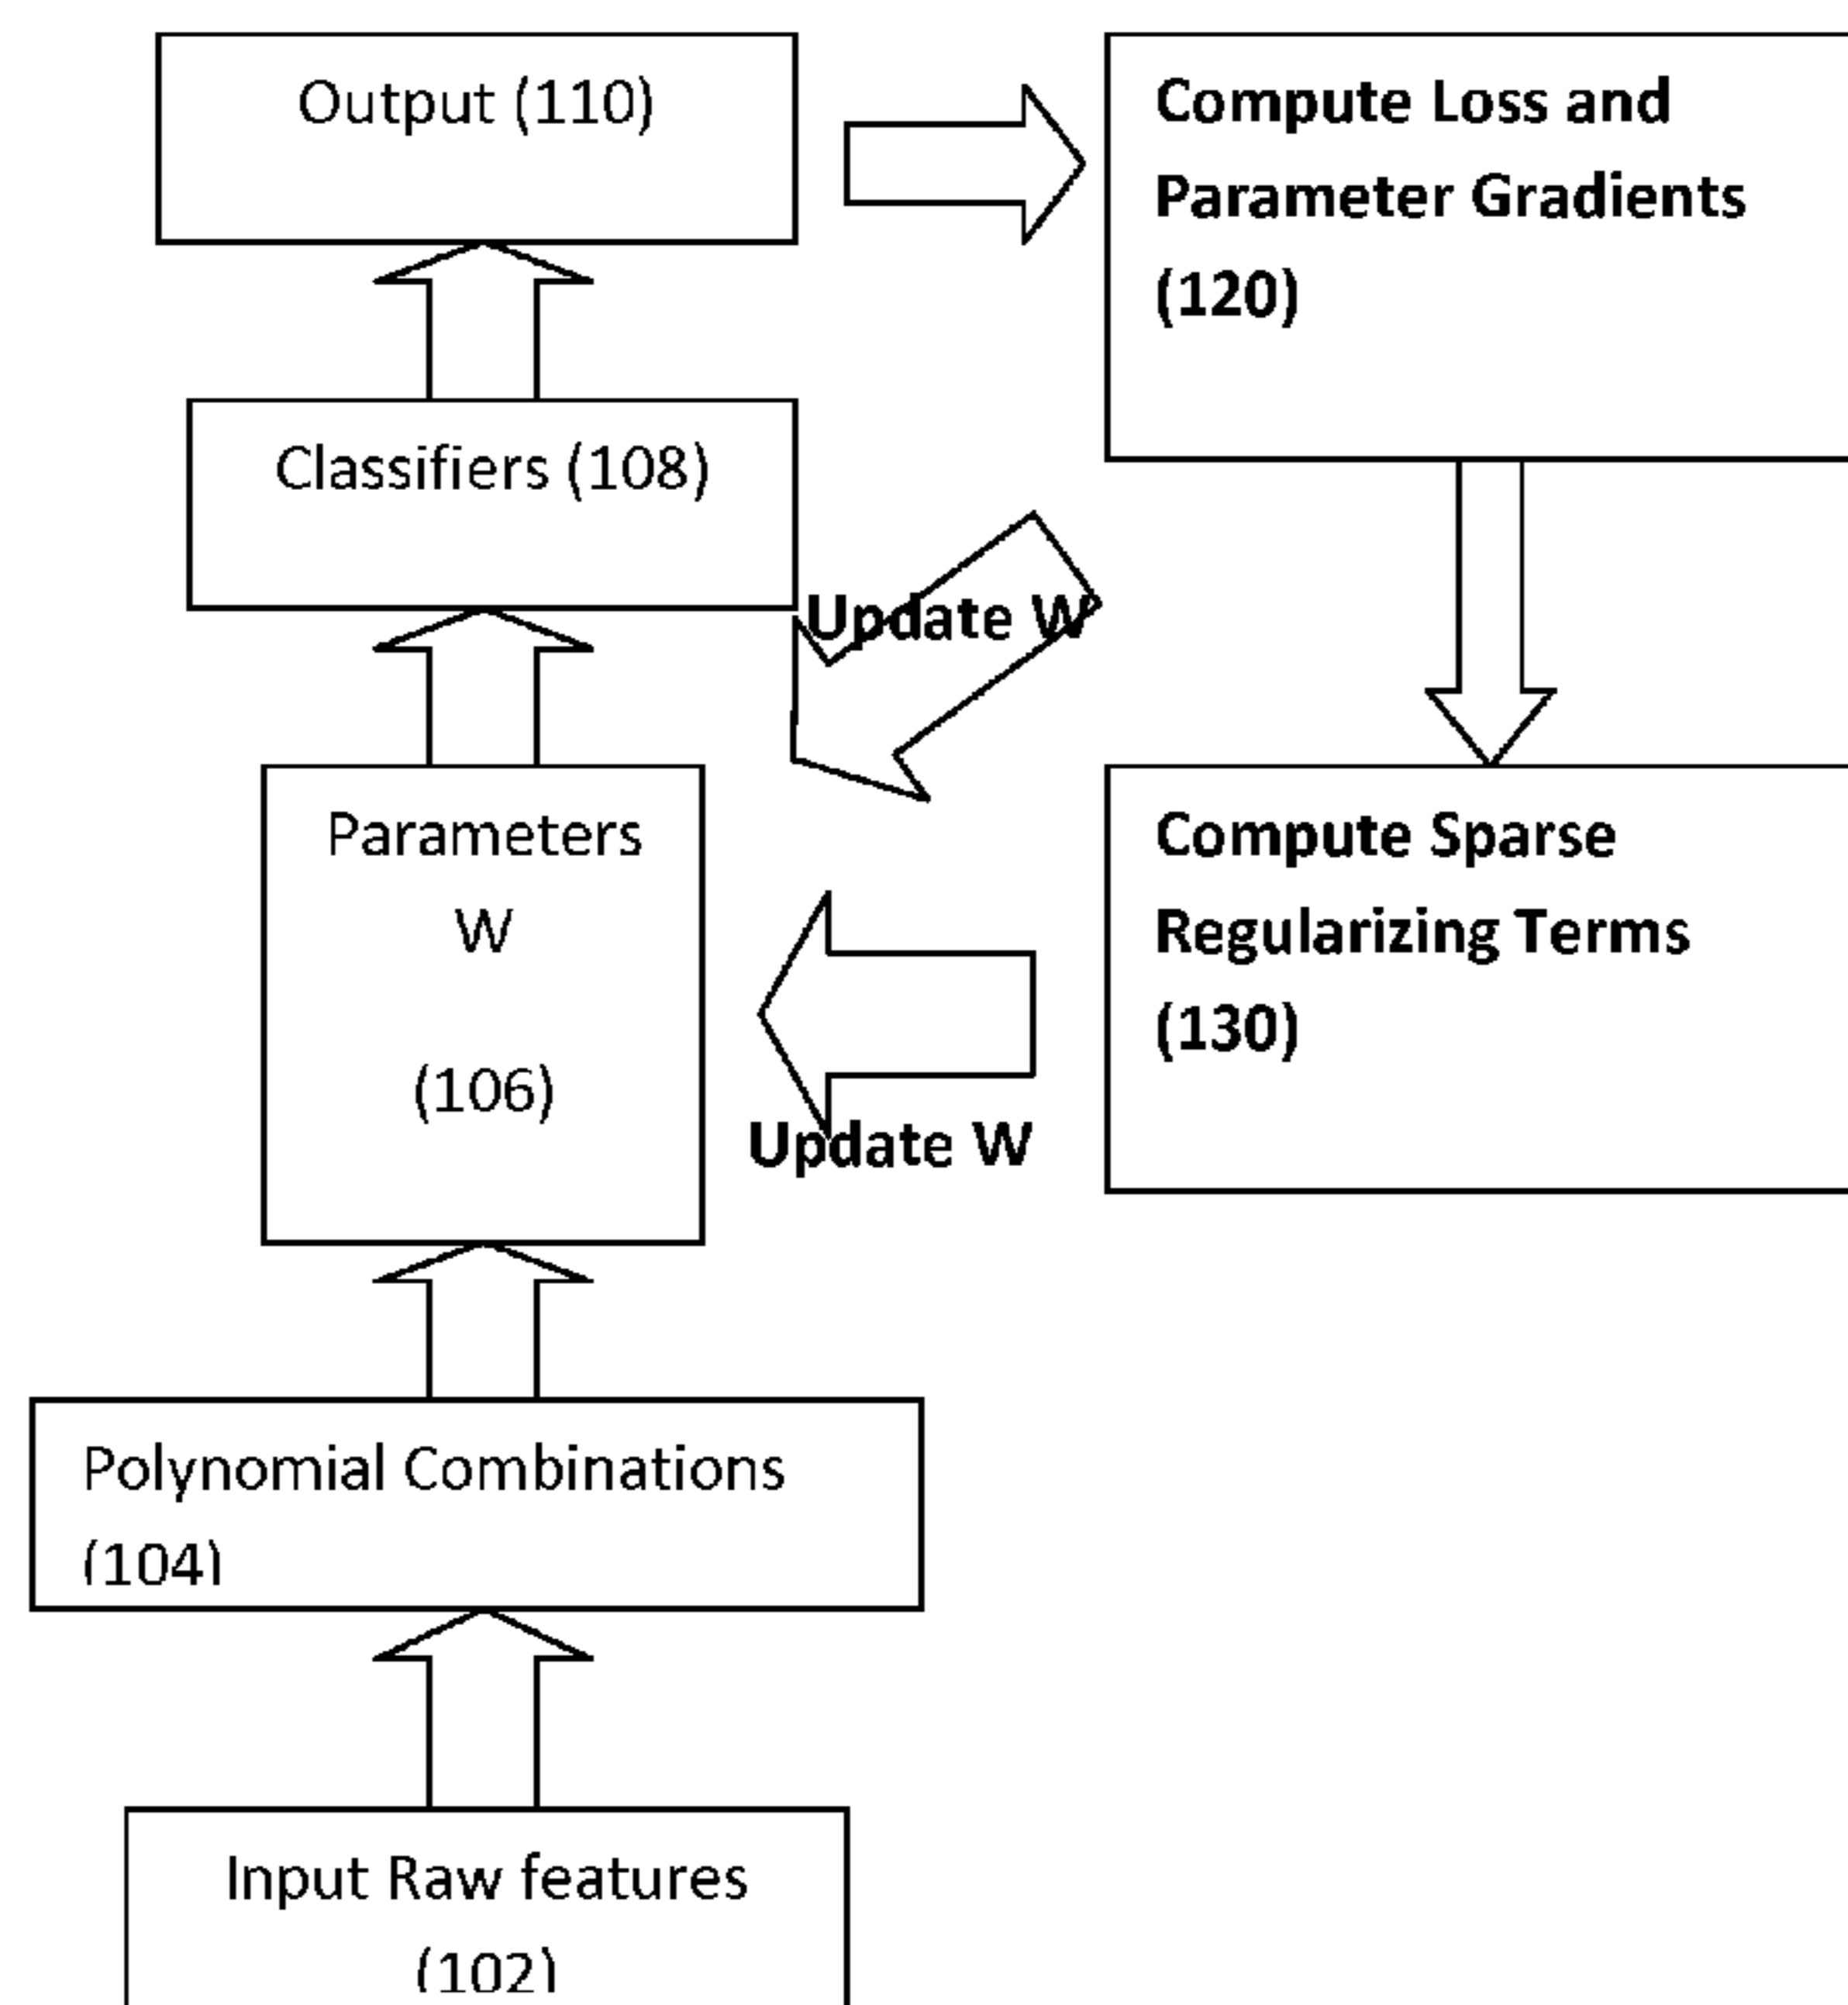 Output (110)
Compute Loss and
Parameter Gradients
(120)
Classifiers (108)
Update W
Parameters
W
(106)
Compute Sparse
Regularizing Terms
(130)
Update W
Polynomial Combinations
(104)
Input Raw features
(102)